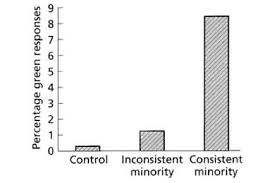 Percentage green responses
9
8
7
6
5
4
3
2
1
0
Control
Inconsistent
minority
Consistent
minority